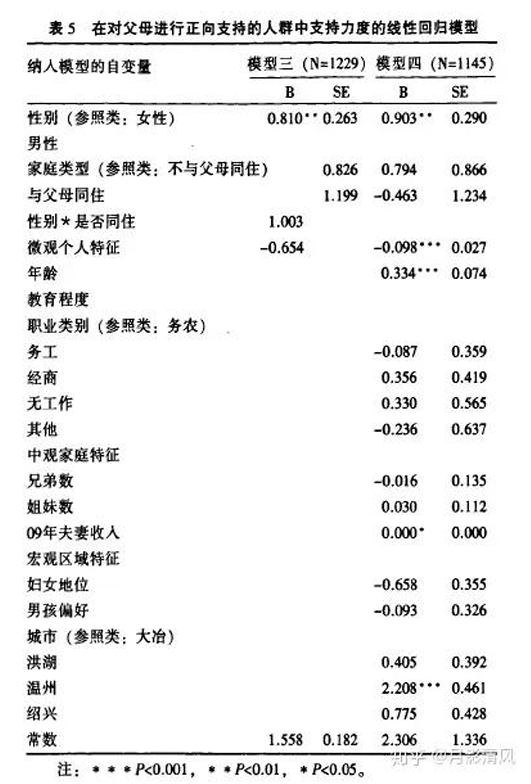 表 5 在对父母进行正向支持的人群中支持力度的线性回归模型
纳入模型的自变量 模型三 (N=1229) 模型四 (N=1145)
B SE B SE
性别 (参照类: 女性) 0.810** 0.263 0.903** 0.290
男性
家庭类型 (参照类: 不与父母同住) 0.826 0.794 0.866
与父母同住 1.199 -0.463 1.234
性别*是否同住 1.003
微观个人特征 -0.654 -0.098*** 0.027
年龄 0.334*** 0.074
教育程度
职业类别 (参照类: 务农)
务工 -0.087 0.359
经商 0.356 0.419
无工作 0.330 0.565
其他 -0.236 0.637
中观家庭特征
兄弟数 -0.016 0.135
姐妹数 0.030 0.112
09年夫妻收入 0.000* 0.000
宏观区域特征
妇女地位 -0.658 0.355
男孩偏好 -0.093 0.326
城市 (参照类: 大冶)
洪湖 0.405 0.392
温州 2.208*** 0.461
绍兴 0.775 0.428
常数 1.558 0.182 2.306 1.336
注: ***P<0.001, **P<0.01, *P<0.05。
知乎 @月影清风